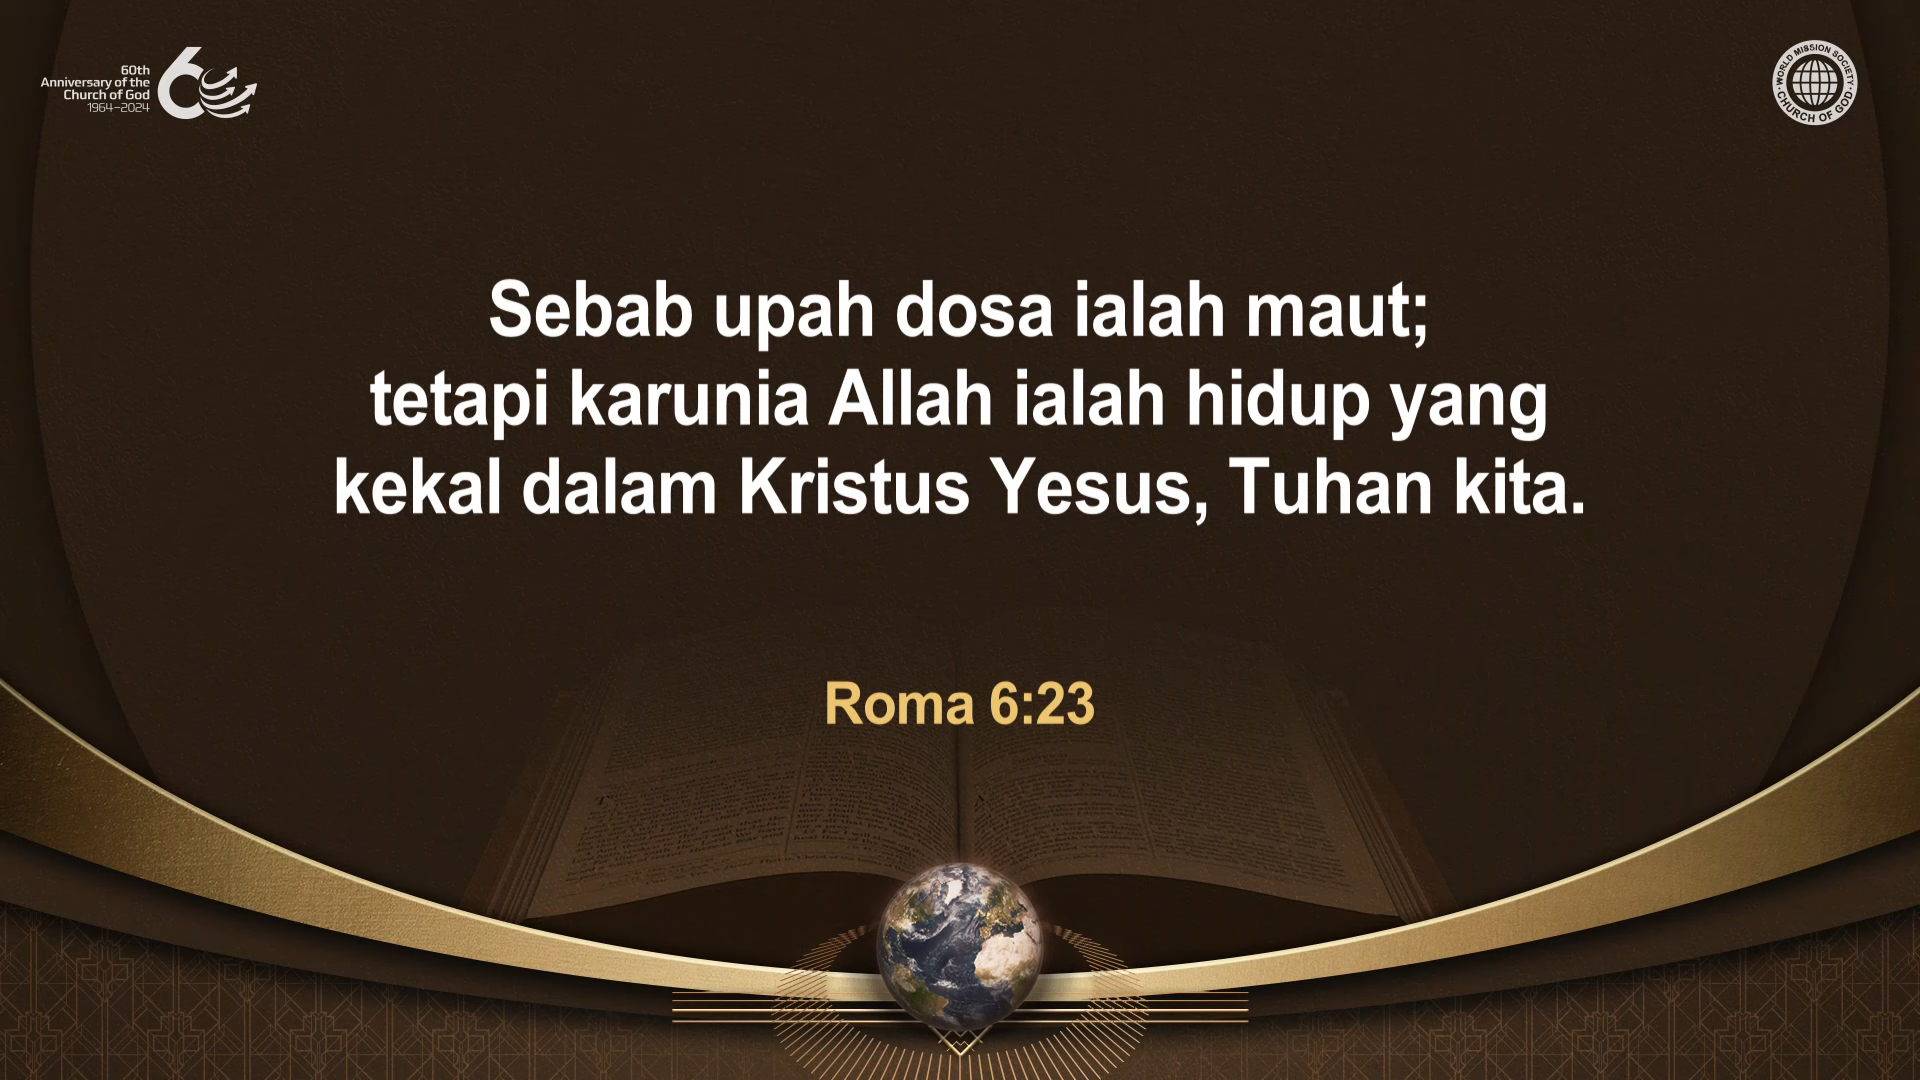 60th
Anniversary of the
Church of God
1964–2024
WORLD MISSION SOCIETY
CHURCH OF GOD
Sebab upah dosa ialah maut;
tetapi karunia Allah ialah hidup yang
kekal dalam Kristus Yesus, Tuhan kita.
Roma 6:23